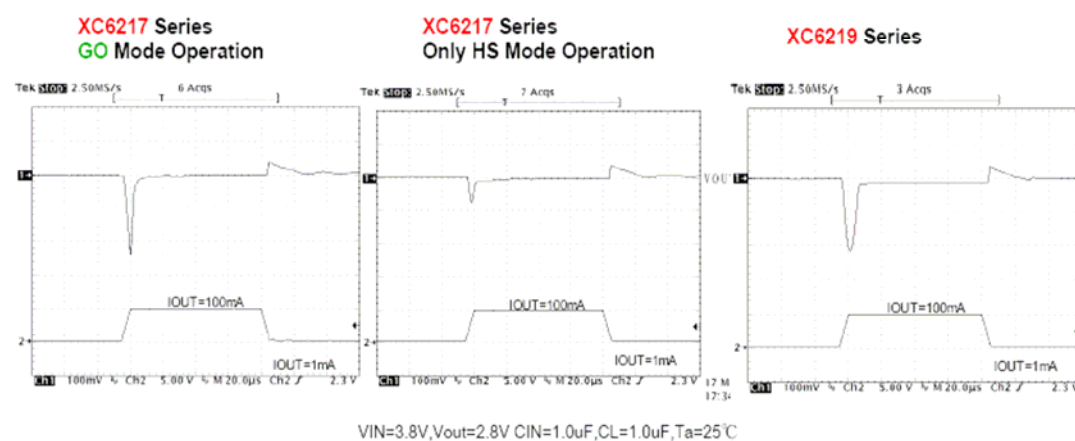 XC6217 Series
GO Mode Operation
XC6217 Series
Only HS Mode Operation
XC6219 Series
Tek Stop: 2.50MS/s 6 Acqs
T
1
IOUT=100mA
2
IOUT=1mA
Ch1 100mV Ch2 5.00 V M 20.0µs Ch2 2.3 V
Tek Stop: 2.50MS/s 7 Acqs
T
1
VOU
IOUT=100mA
2
IOUT=1mA
Ch1 100mV Ch2 5.00 V M 20.0µs Ch2 2.3 V
17 M
17:34
Tek Stop: 2.50MS/s 3 Acqs
T
1
IOUT=100mA
2
IOUT=1mA
Ch1 100mV Ch2 5.00 V M 20.0µs Ch2 2.3 V
VIN=3.8V,Vout=2.8V CIN=1.0uF,CL=1.0uF,Ta=25℃